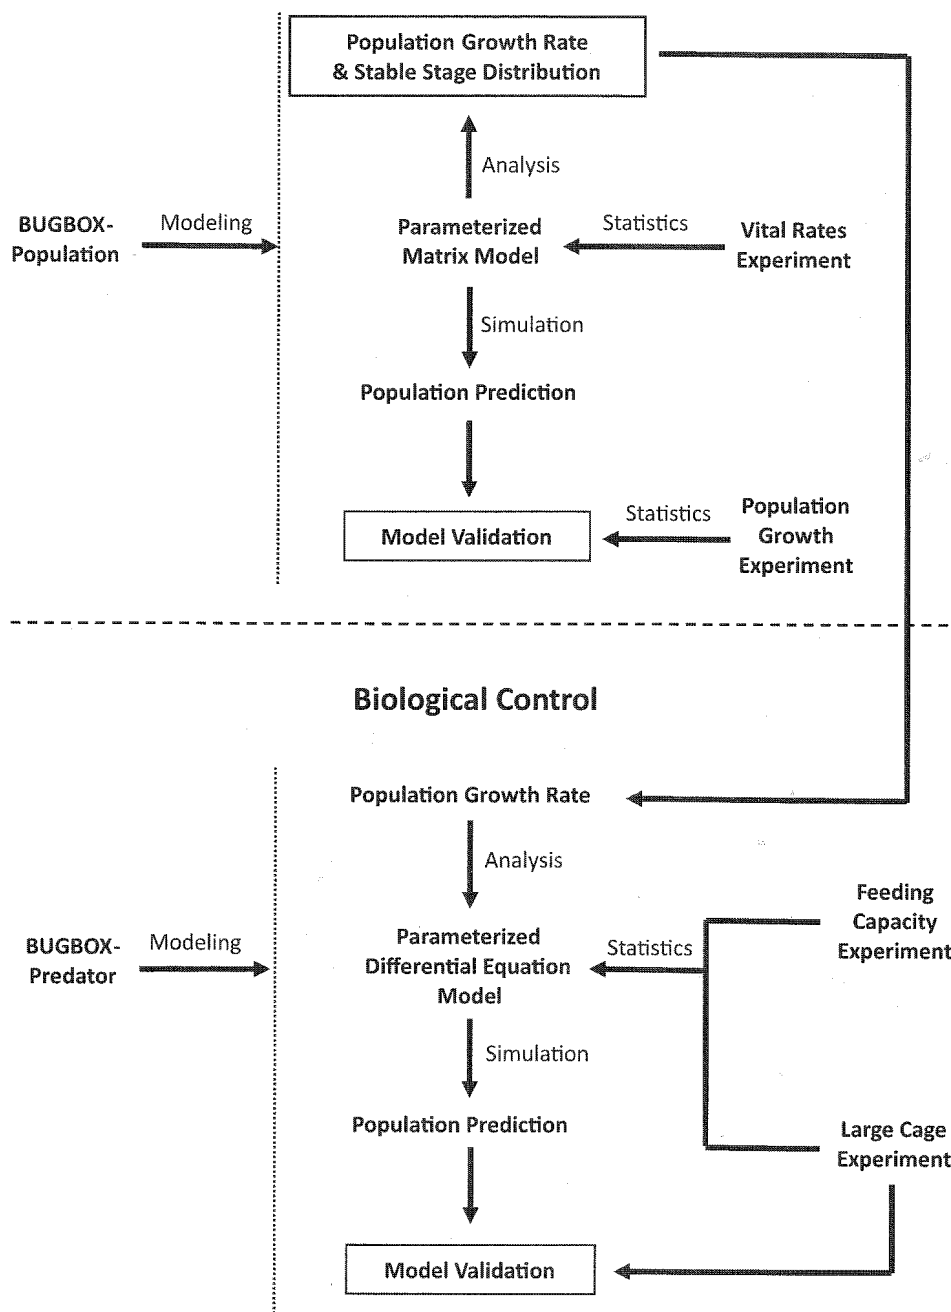 Population Growth Rate
& Stable Stage Distribution
Analysis
BUGBOX-
Population
Modeling
Parameterized
Matrix Model
Statistics
Vital Rates
Experiment
Simulation
Population Prediction
Model Validation
Statistics
Population
Growth
Experiment
Biological Control
Population Growth Rate
Analysis
BUGBOX-
Predator
Modeling
Parameterized
Differential Equation
Model
Statistics
Feeding
Capacity
Experiment
Simulation
Population Prediction
Large Cage
Experiment
Model Validation